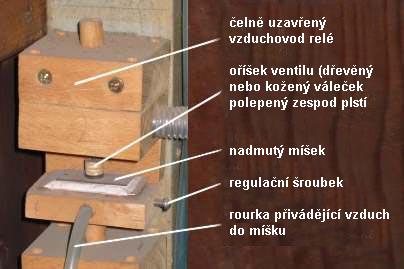 čelně uzavřený
vzduchovod relé
oříšek ventilu (dřevěný
nebo kožený váleček
polepený zespod plstí
nadmutý míšek
regulační šroubek
rourka přivádějící vzduch
do míšku